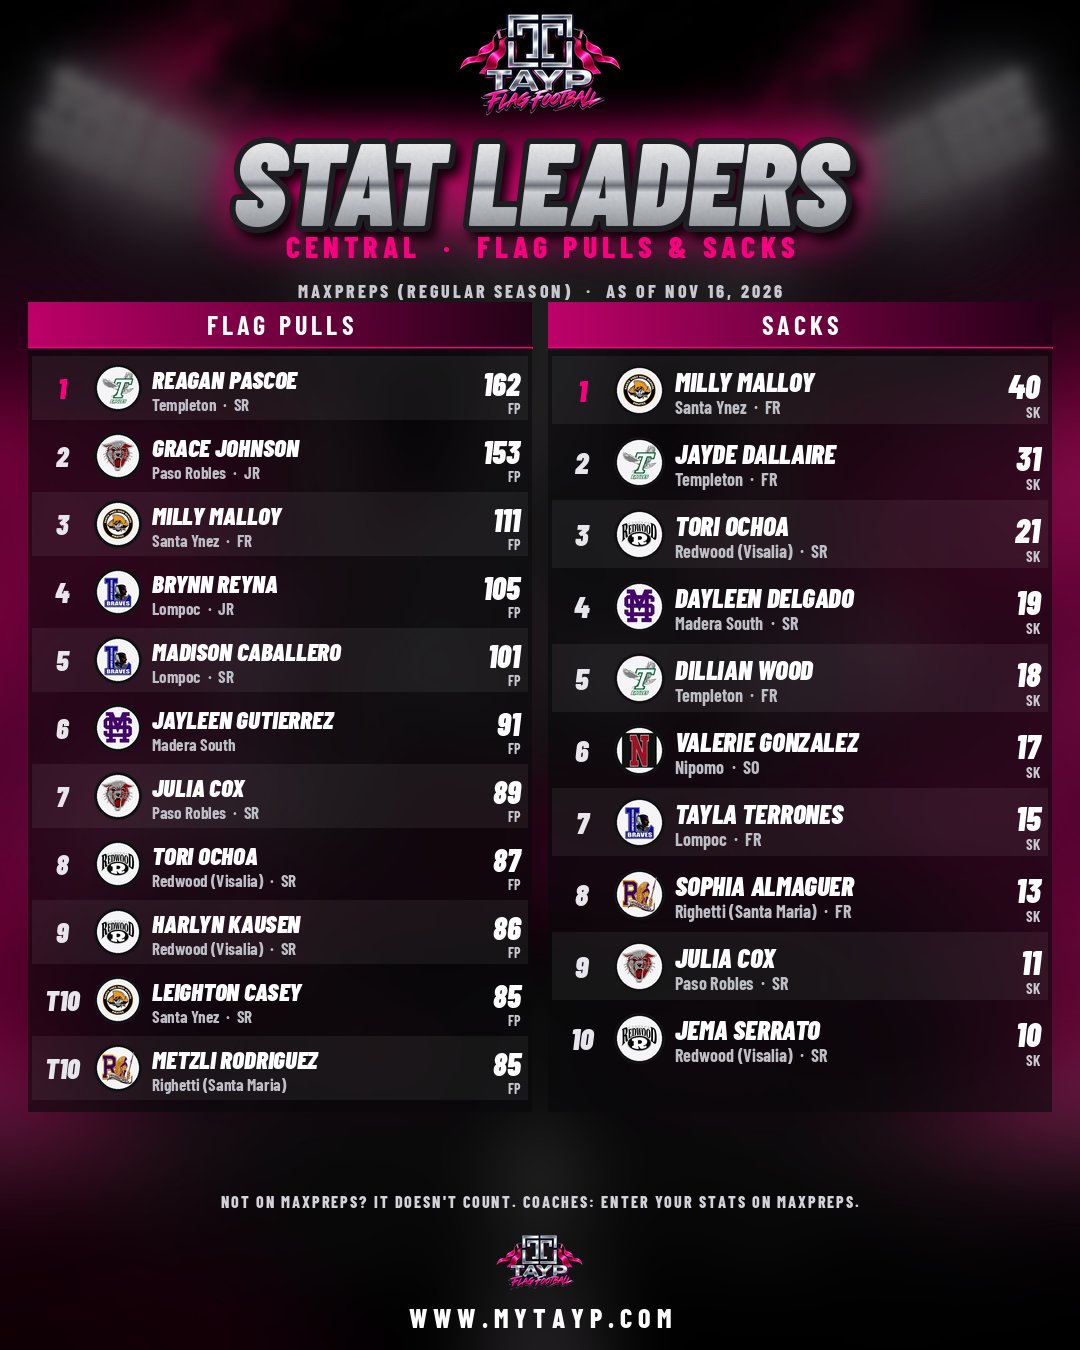 TAYP
FLAG FOOTBALL
STAT LEADERS
CENTRAL · FLAG PULLS & SACKS
MAXPREPS (REGULAR SEASON) · AS OF NOV 16, 2026
FLAG PULLS
1 REAGAN PASCOE 162
Templeton · SR FP
2 GRACE JOHNSON 153
Paso Robles · JR FP
3 MILLY MALLOY 111
Santa Ynez · FR FP
4 BRYNN REYNA 105
Lompoc · JR FP
5 MADISON CABALLERO 101
Lompoc · SR FP
6 JAYLEEN GUTIERREZ 91
Madera South FP
7 JULIA COX 89
Paso Robles · SR FP
8 TORI OCHOA 87
Redwood (Visalia) · SR FP
9 HARLYN KAUSEN 86
Redwood (Visalia) · SR FP
T10 LEIGHTON CASEY 85
Santa Ynez · SR FP
T10 METZLI RODRIGUEZ 85
Righetti (Santa Maria) FP
SACKS
1 MILLY MALLOY 40
Santa Ynez · FR SK
2 JAYDE DALLAIRE 31
Templeton · FR SK
3 TORI OCHOA 21
Redwood (Visalia) · SR SK
4 DAYLEEN DELGADO 19
Madera South · SR SK
5 DILLIAN WOOD 18
Templeton · FR SK
6 VALERIE GONZALEZ 17
Nipomo · SO SK
7 TAYLA TERRONES 15
Lompoc · FR SK
8 SOPHIA ALMAGUER 13
Righetti (Santa Maria) · FR SK
9 JULIA COX 11
Paso Robles · SR SK
10 JEMA SERRATO 10
Redwood (Visalia) · SR SK
NOT ON MAXPREPS? IT DOESN'T COUNT. COACHES: ENTER YOUR STATS ON MAXPREPS.
TAYP
FLAG FOOTBALL
WWW.MYTAYP.COM